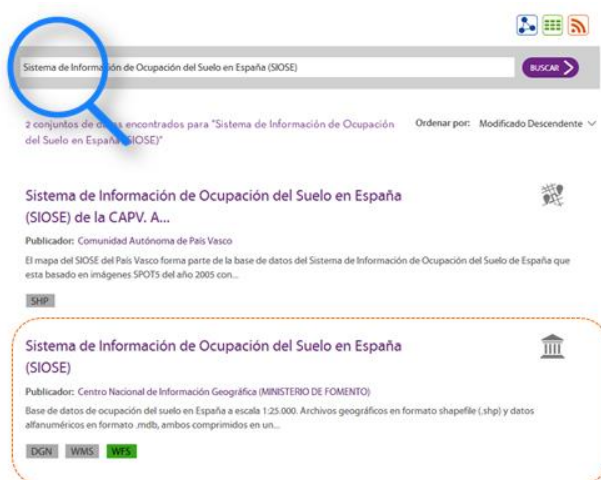 Sistema de Información de Ocupación del Suelo en España (SIOSE)
BUSCAR
2 conjuntos de datos encontrados para "Sistema de Información de Ocupación
del Suelo en España (SIOSE)"
Ordenar por: Modificado Descendente
Sistema de Información de Ocupación del Suelo en España
(SIOSE) de la CAPV. A...
Publicador: Comunidad Autónoma de País Vasco
El mapa del SIOSE del País Vasco forma parte de la base de datos del Sistema de Información de Ocupación del Suelo de España que
esta basado en imágenes SPOT5 del año 2005 con...
SHP
Sistema de Información de Ocupación del Suelo en España
(SIOSE)
Publicador: Centro Nacional de Información Geográfica (MINISTERIO DE FOMENTO)
Base de datos de ocupación del suelo en España a escala 1:25.000. Archivos geográficos en formato shapefile (.shp) y datos
alfanuméricos en formato .mdb, ambos comprimidos en un...
DGN WMS WFS